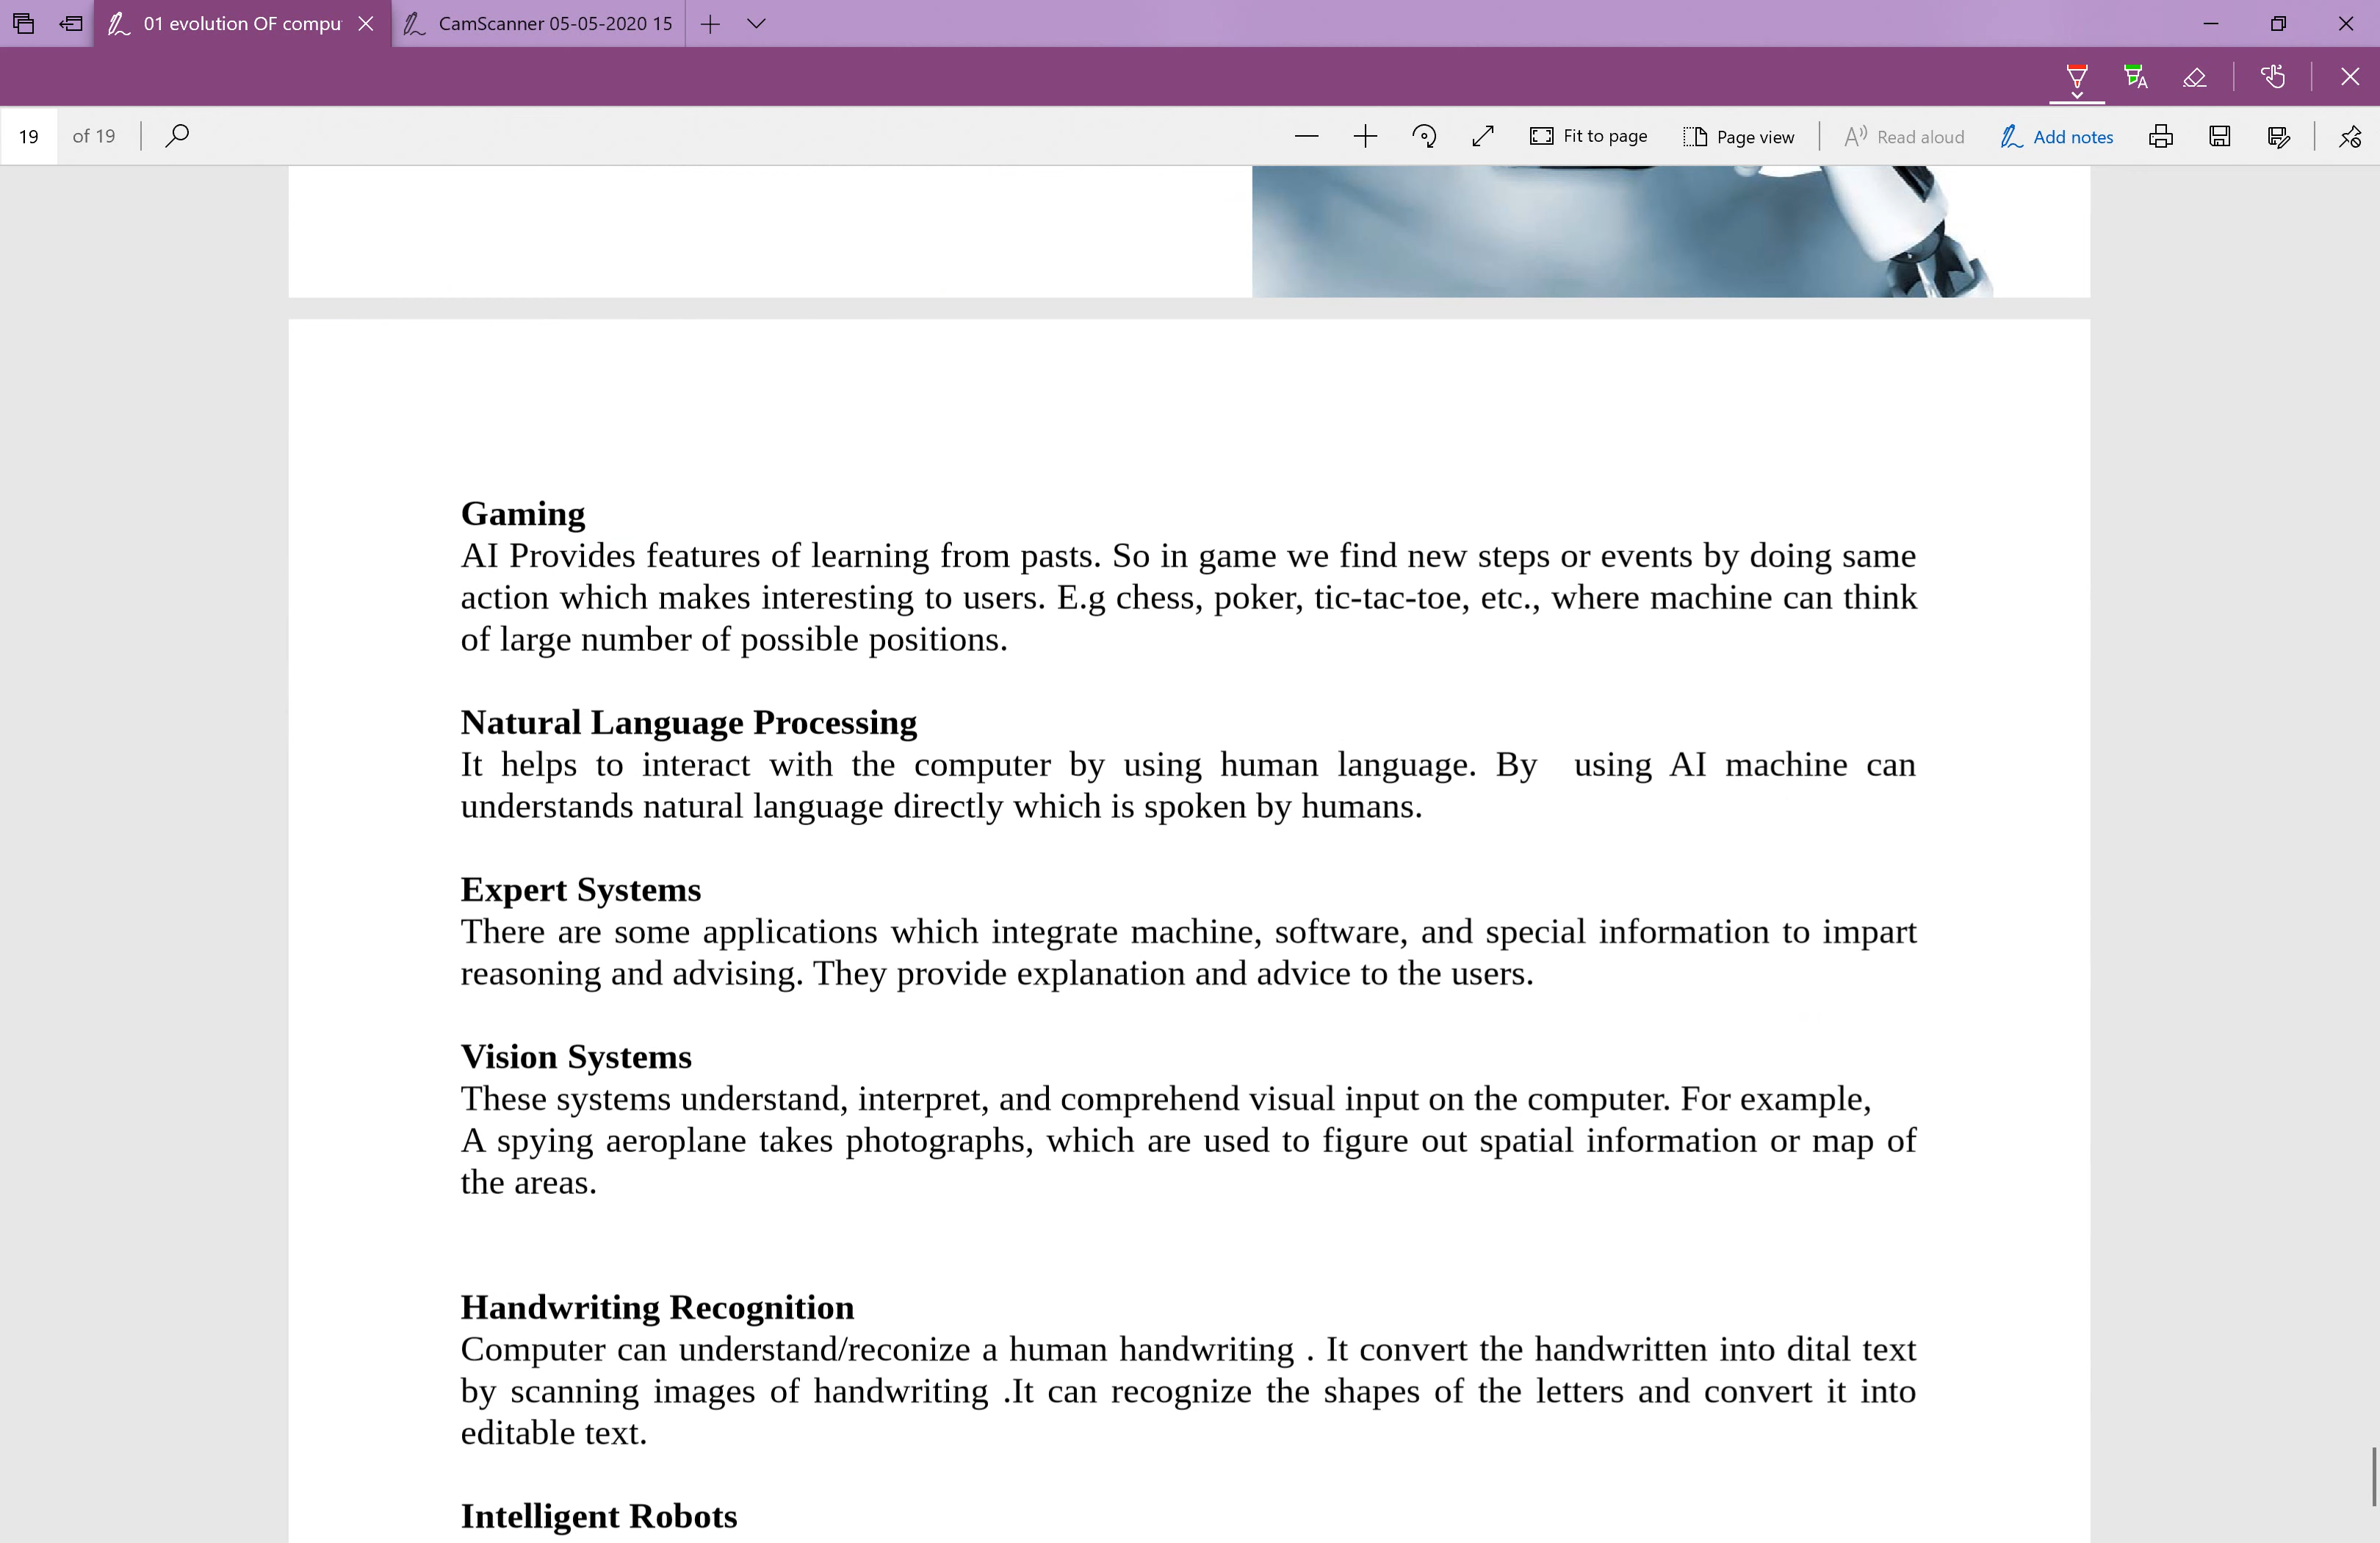 01 evolution OF compu
CamScanner 05-05-2020 15
19 of 19
Fit to page
Page view
Read aloud
Add notes
Gaming
AI Provides features of learning from pasts. So in game we find new steps or events by doing same
action which makes interesting to users. E.g chess, poker, tic-tac-toe, etc., where machine can think
of large number of possible positions.
Natural Language Processing
It helps to interact with the computer by using human language. By using AI machine can
understands natural language directly which is spoken by humans.
Expert Systems
There are some applications which integrate machine, software, and special information to impart
reasoning and advising. They provide explanation and advice to the users.
Vision Systems
These systems understand, interpret, and comprehend visual input on the computer. For example,
A spying aeroplane takes photographs, which are used to figure out spatial information or map of
the areas.
Handwriting Recognition
Computer can understand/reconize a human handwriting . It convert the handwritten into dital text
by scanning images of handwriting .It can recognize the shapes of the letters and convert it into
editable text.
Intelligent Robots